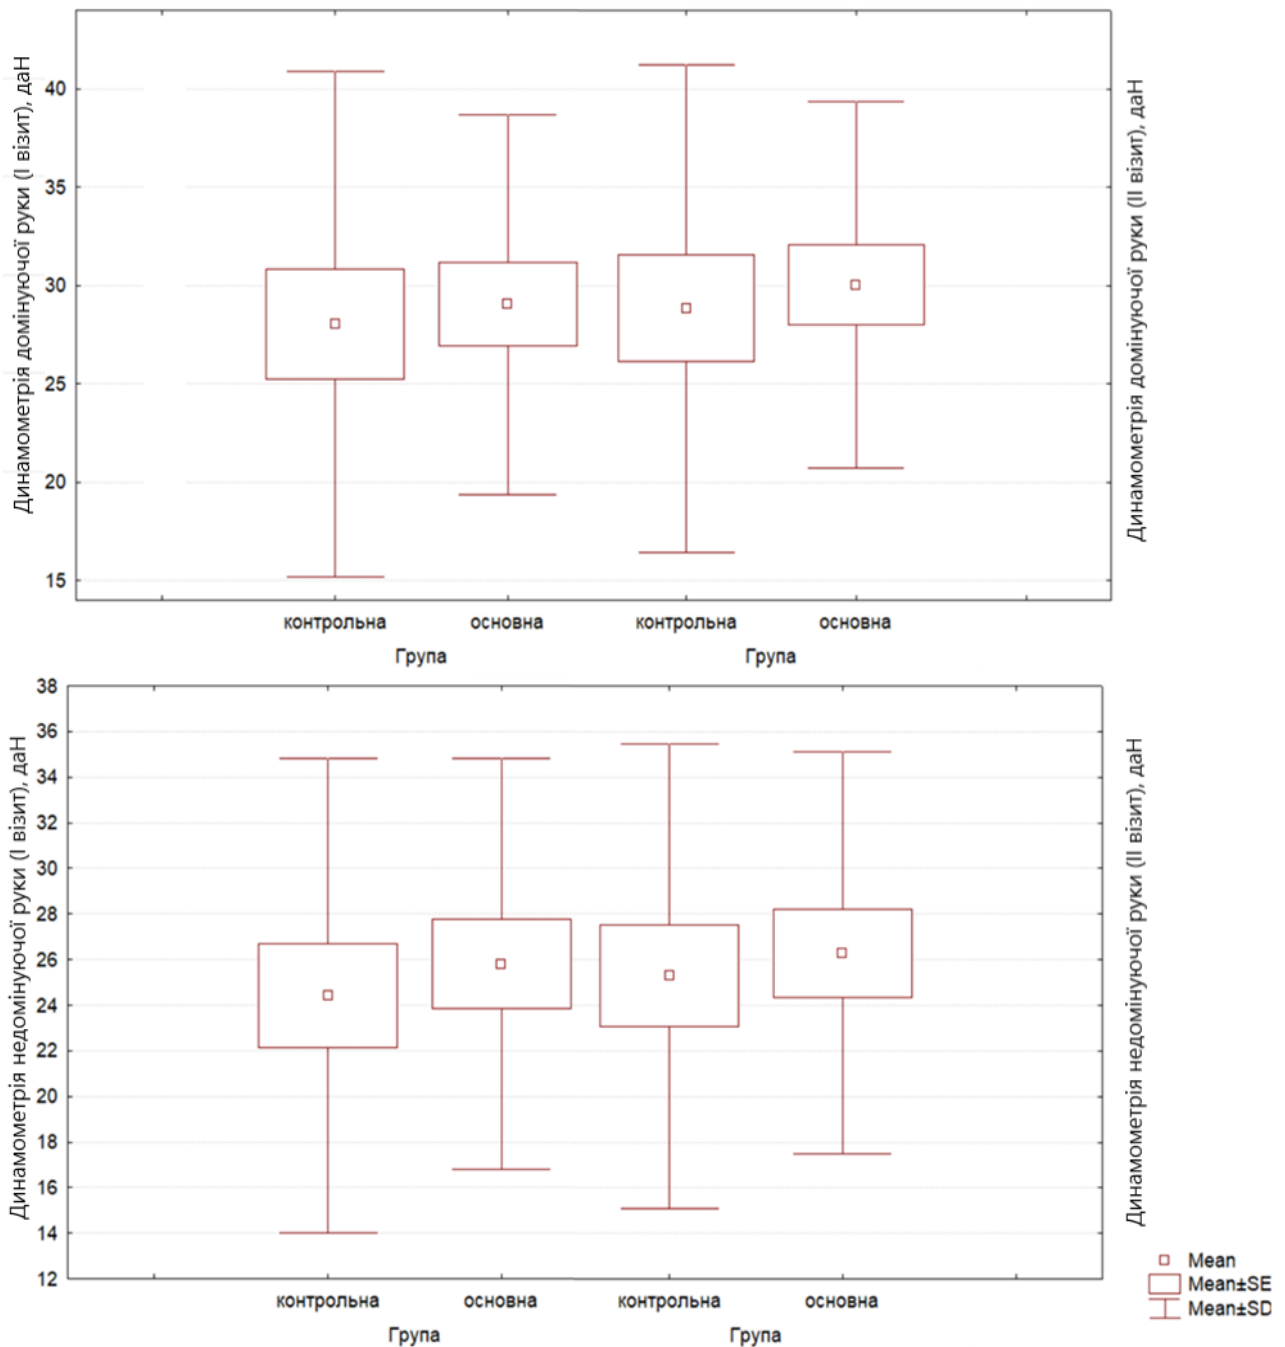 Динамометрія домінуючої руки (I візит), даН
40
35
30
25
20
15
контрольна основна контрольна основна
Група Група
Динамометрія домінуючої руки (II візит), даН
Динамометрія недомінуючої руки (I візит), даН
38
36
34
32
30
28
26
24
22
20
18
16
14
12
контрольна основна контрольна основна
Група Група
Динамометрія недомінуючої руки (II візит), даН
Mean
Mean±SE
Mean±SD